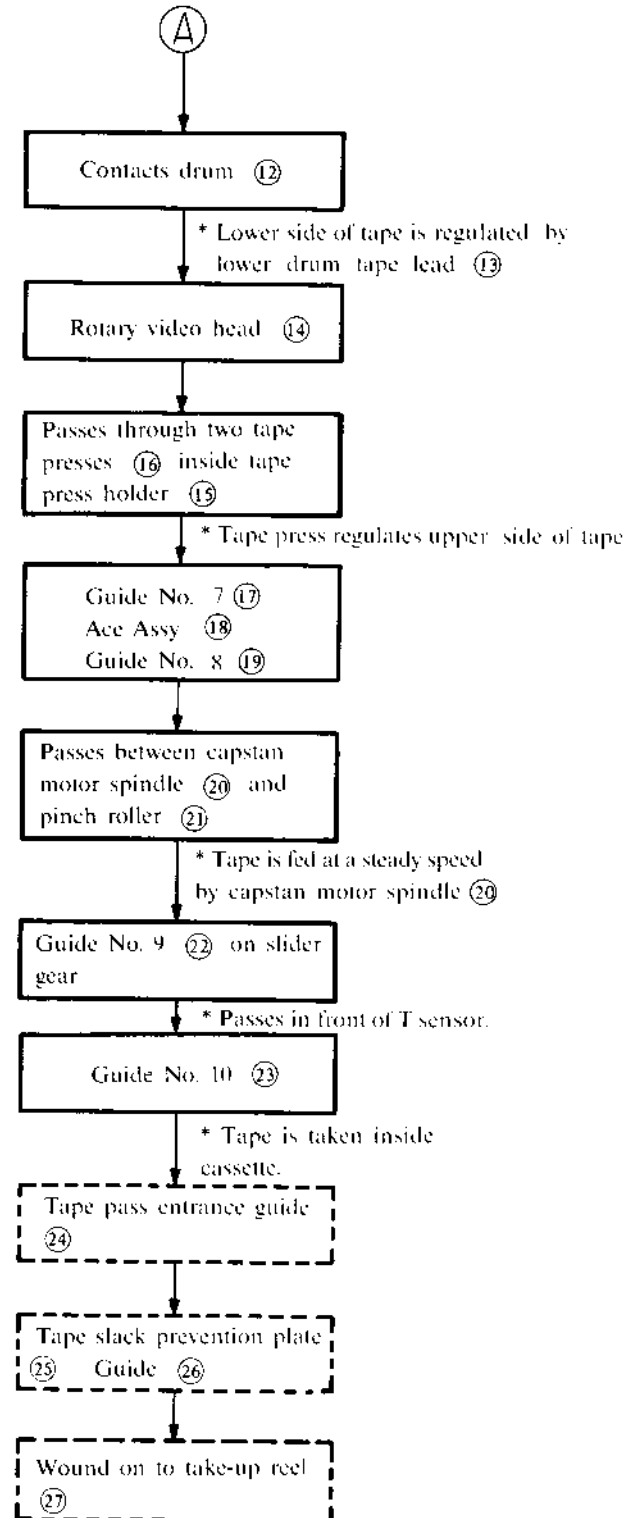 A
Contacts drum ⑫
* Lower side of tape is regulated by
lower drum tape lead ⑬
Rotary video head ⑭
Passes through two tape
presses ⑯ inside tape
press holder ⑮
* Tape press regulates upper side of tape
Guide No. 7 ⑰
Ace Assy ⑱
Guide No. 8 ⑲
Passes between capstan
motor spindle ⑳ and
pinch roller ㉑
* Tape is fed at a steady speed
by capstan motor spindle ⑳
Guide No. 9 ㉒ on slider
gear
* Passes in front of T sensor.
Guide No. 10 ㉓
* Tape is taken inside
cassette.
Tape pass entrance guide
㉔
Tape slack prevention plate
㉕ Guide ㉖
Wound on to take-up reel
㉗